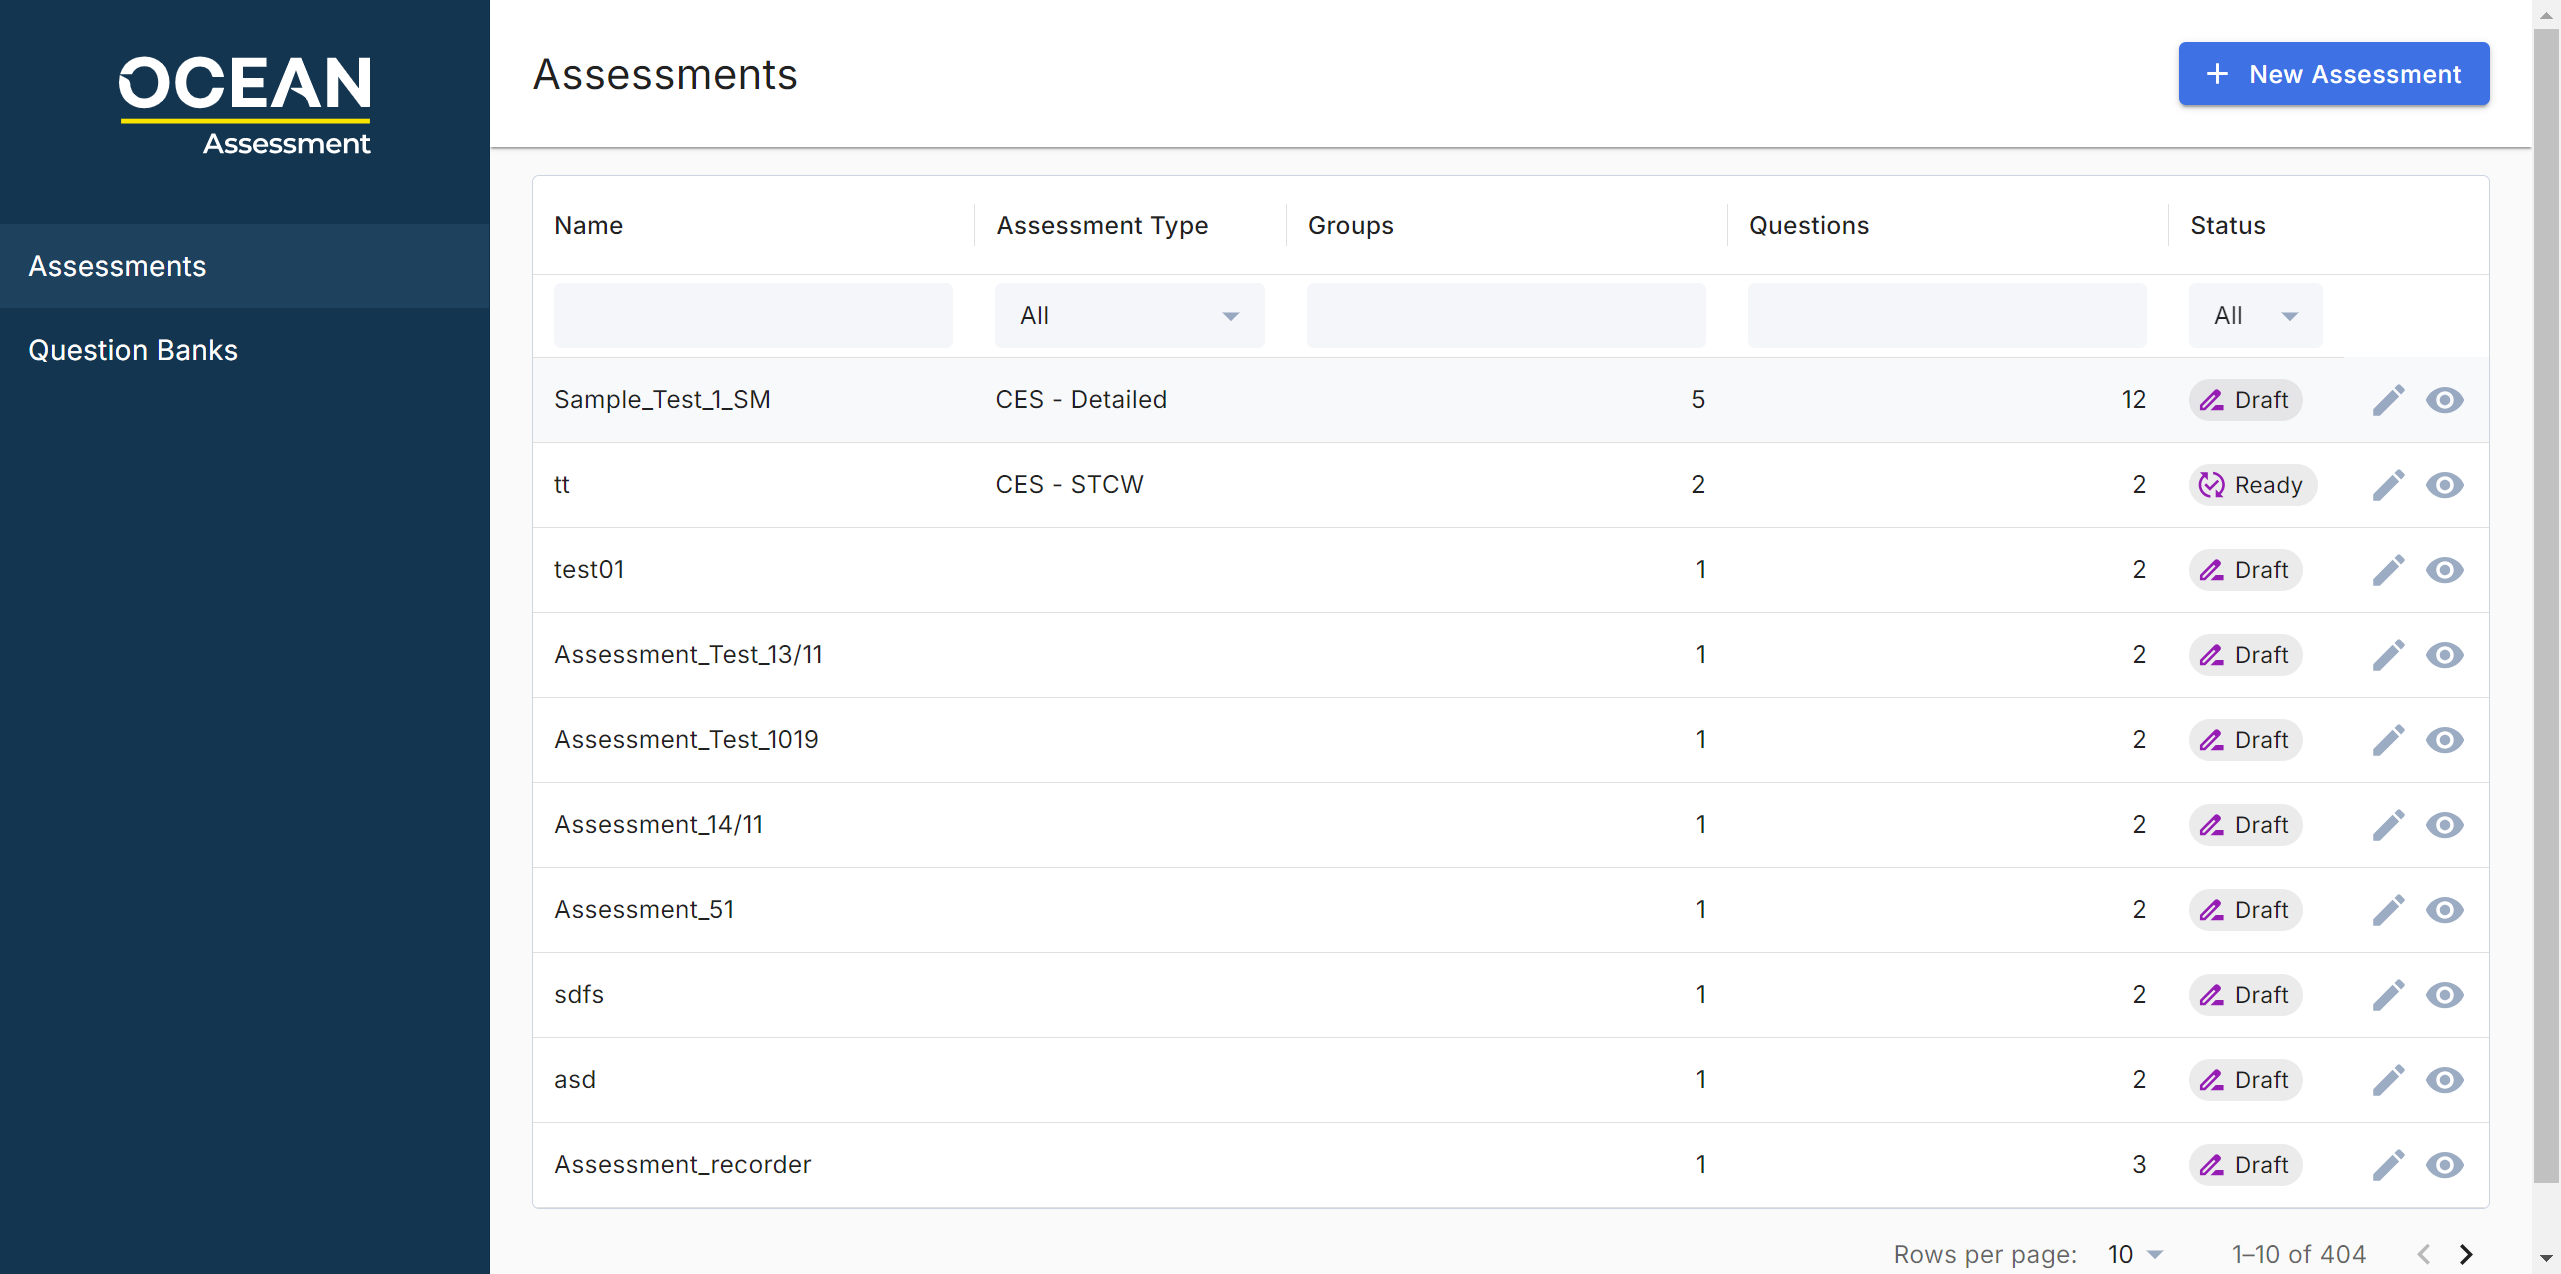 OCEAN
Assessment
Assessments
Question Banks
Assessments
+ New Assessment
Name Assessment Type Groups Questions Status
All All
Sample_Test_1_SM CES - Detailed 5 12 Draft
tt CES - STCW 2 2 Ready
test01 1 2 Draft
Assessment_Test_13/11 1 2 Draft
Assessment_Test_1019 1 2 Draft
Assessment_14/11 1 2 Draft
Assessment_51 1 2 Draft
sdfs 1 2 Draft
asd 1 2 Draft
Assessment_recorder 1 3 Draft
Rows per page: 10 1–10 of 404